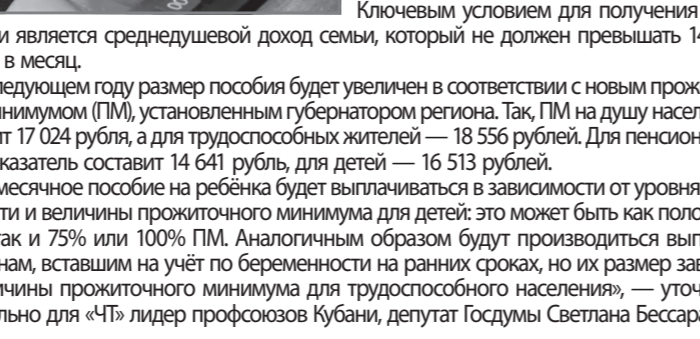 Ключевым условием для получения
и является среднедушевой доход семьи, который не должен превышать 14
в месяц.
ледующем году размер пособия будет увеличен в соответствии с новым прож
нимумом (ПМ), установленным губернатором региона. Так, ПМ на душу насел
ит 17 024 рубля, а для трудоспособных жителей — 18 556 рублей. Для пенсион
казатель составит 14 641 рубль, для детей — 16 513 рублей.
месячное пособие на ребёнка будет выплачиваться в зависимости от уровня
ти и величины прожиточного минимума для детей: это может быть как поло
так и 75% или 100% ПМ. Аналогичным образом будут производиться вып
нам, вставшим на учёт по беременности на ранних сроках, но их размер зав
ичины прожиточного минимума для трудоспособного населения», — уточ
льно для «ЧТ» лидер профсоюзов Кубани, депутат Госдумы Светлана Бессара